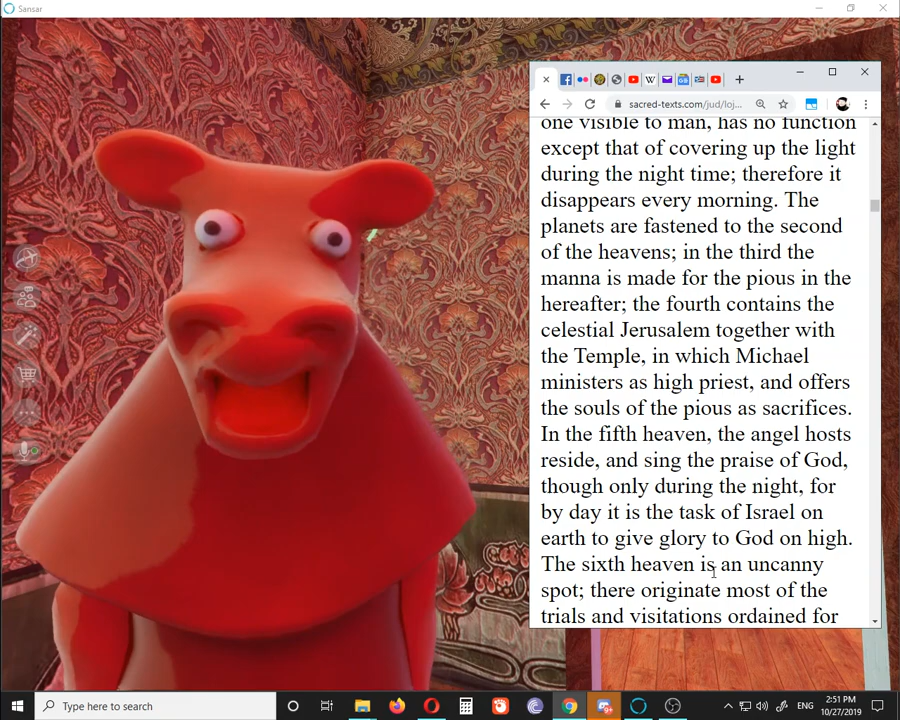 Sansar
sacred-texts.com/jud/loj...
one visible to man, has no function
except that of covering up the light
during the night time; therefore it
disappears every morning. The
planets are fastened to the second
of the heavens; in the third the
manna is made for the pious in the
hereafter; the fourth contains the
celestial Jerusalem together with
the Temple, in which Michael
ministers as high priest, and offers
the souls of the pious as sacrifices.
In the fifth heaven, the angel hosts
reside, and sing the praise of God,
though only during the night, for
by day it is the task of Israel on
earth to give glory to God on high.
The sixth heaven is an uncanny
spot; there originate most of the
trials and visitations ordained for
Type here to search
ENG
2:51 PM
10/27/2019